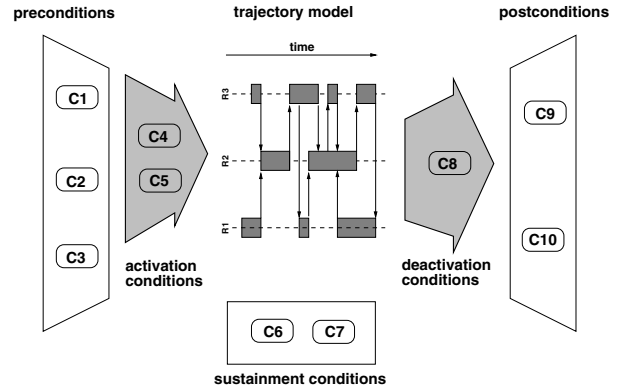 preconditions
trajectory model
postconditions
time
C1
C2
C3
C4
C5
R3
R2
R1
C8
C9
C10
activation
conditions
deactivation
conditions
C6
C7
sustainment conditions